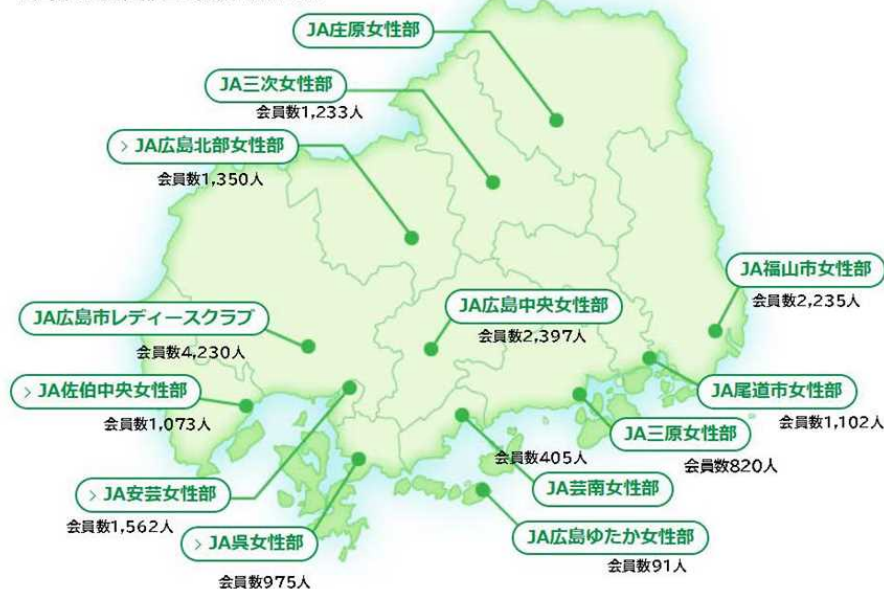 JA庄原女性部
JA三次女性部
会員数1,233人
> JA広島北部女性部
会員数1,350人
JA福山市女性部
会員数2,235人
JA広島中央女性部
会員数2,397人
JA広島市レディースクラブ
会員数4,230人
> JA佐伯中央女性部
会員数1,073人
JA尾道市女性部
会員数1,102人
JA三原女性部
会員数820人
会員数405人
JA芸南女性部
> JA安芸女性部
会員数1,562人
> JA呉女性部
会員数975人
JA広島ゆたか女性部
会員数91人